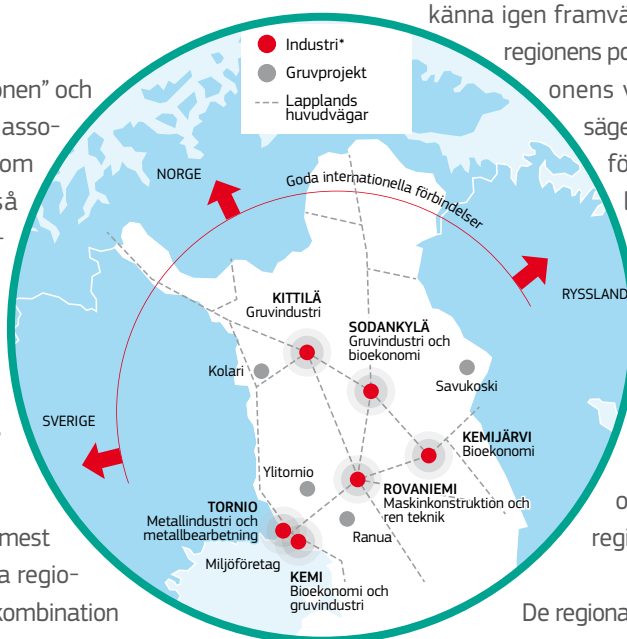 känna igen framvä
regionens po
onens v
säge
fö
onen” och
asso-
om
så
Industri*
Gruvprojekt
Lapplands
huvudvägar
NORGE
Goda internationella förbindelser
RYSSLAND
SVERIGE
KITTILÄ
Gruvindustri
SODANKYLÄ
Gruvindustri och
bioekonomi
Kolari
Savukoski
KEMIJÄRVI
Bioekonomi
Ylitornio
ROVANIEMI
Maskinkonstruktion och
ren teknik
TORNIO
Metallindustri och
metallbearbetning
Ranua
Miljöföretag
KEMI
Bioekonomi och
gruvindustri
mest
a regio-
kombination
o
regi
De regiona